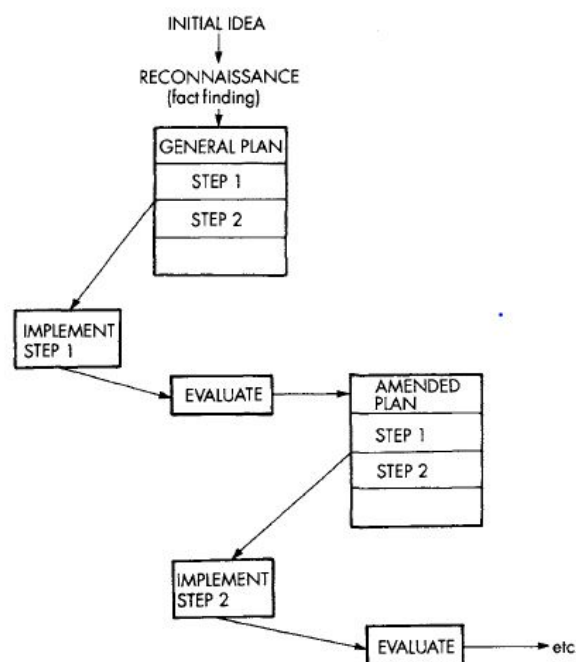 INITIAL IDEA
RECONNAISSANCE
(fact finding)
GENERAL PLAN
STEP 1
STEP 2
IMPLEMENT
STEP 1
EVALUATE
AMENDED
PLAN
STEP 1
STEP 2
IMPLEMENT
STEP 2
EVALUATE
etc